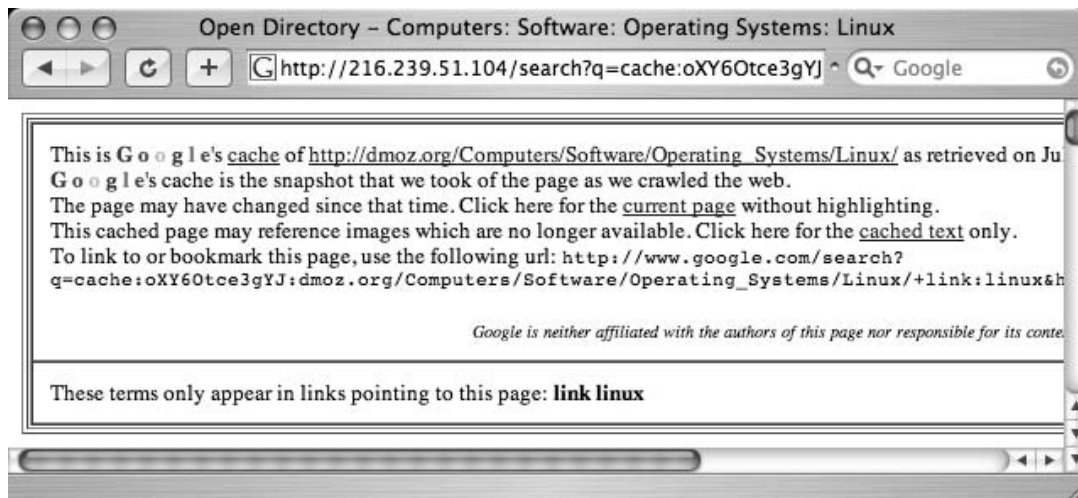 Open Directory – Computers: Software: Operating Systems: Linux
G http://216.239.51.104/search?q=cache:oXY6Otce3gYJ
Q Google
This is Google's cache of http://dmoz.org/Computers/Software/Operating_Systems/Linux/ as retrieved on Ju
Google's cache is the snapshot that we took of the page as we crawled the web.
The page may have changed since that time. Click here for the current page without highlighting.
This cached page may reference images which are no longer available. Click here for the cached text only.
To link to or bookmark this page, use the following url: http://www.google.com/search?
q=cache:oXY6Otce3gYJ:dmoz.org/Computers/Software/Operating_Systems/Linux/+link:linux&h
Google is neither affiliated with the authors of this page nor responsible for its conte
These terms only appear in links pointing to this page: link linux